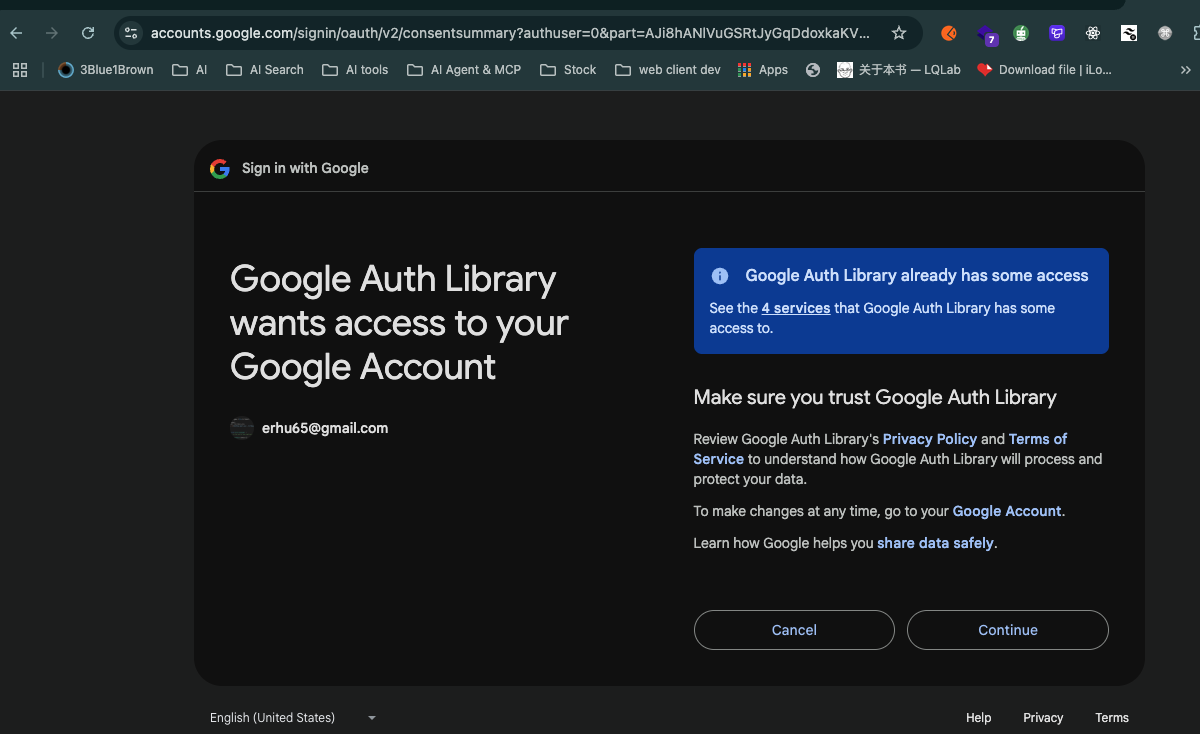 accounts.google.com/signin/oauth/v2/consentsummary?authuser=0&part=AJi8hANlVuGSRtJyGqDdoxkaKV...
7
3Blue1Brown AI AI Search AI tools AI Agent & MCP Stock web client dev Apps 关于本书 — LQLab Download file | iLo... »
Sign in with Google
Google Auth Library
wants access to your
Google Account
erhu65@gmail.com
Google Auth Library already has some access
See the 4 services that Google Auth Library has some
access to.
Make sure you trust Google Auth Library
Review Google Auth Library's Privacy Policy and Terms of
Service to understand how Google Auth Library will process and
protect your data.
To make changes at any time, go to your Google Account.
Learn how Google helps you share data safely.
Cancel Continue
English (United States) Help Privacy Terms